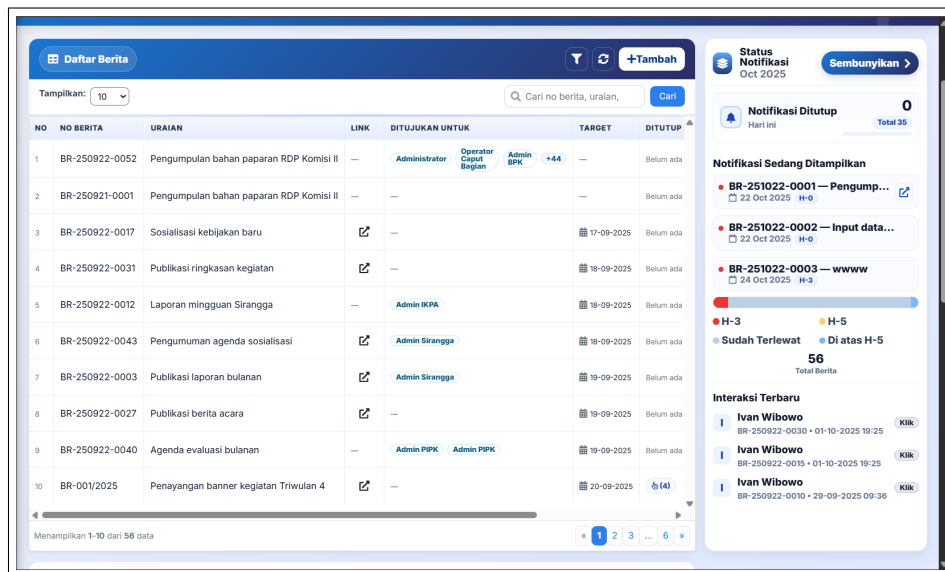 Daftar Berita
+Tambah
Tampilkan: 10
Cari no berita, uraian,
Cari
NO NO BERITA URAIAN LINK DITUJUKAN UNTUK TARGET DITUTUP
1 BR-250922-0052 Pengumpulan bahan paparan RDP Komisi II — Administrator Operator Caput Bagian Admin BPK +44 — Belum ada
2 BR-250921-0001 Pengumpulan bahan paparan RDP Komisi II — — — Belum ada
3 BR-250922-0017 Sosialisasi kebijakan baru — 17-09-2025 Belum ada
4 BR-250922-0031 Publikasi ringkasan kegiatan — 18-09-2025 Belum ada
5 BR-250922-0012 Laporan mingguan Sirangga — Admin IKPA 18-09-2025 Belum ada
6 BR-250922-0043 Pengumuman agenda sosialisasi Admin Sirangga 18-09-2025 Belum ada
7 BR-250922-0003 Publikasi laporan bulanan Admin Sirangga 19-09-2025 Belum ada
8 BR-250922-0027 Publikasi berita acara — 19-09-2025 Belum ada
9 BR-250922-0040 Agenda evaluasi bulanan — Admin PIPK Admin PIPK 19-09-2025 Belum ada
10 BR-001/2025 Penayangan banner kegiatan Triwulan 4 — 20-09-2025 (4)
Menampilkan 1–10 dari 56 data
« 1 2 3 ... 6 »
Status
Notifikasi
Oct 2025
Sembunyikan
Notifikasi Ditutup
Hari ini
0
Total 35
Notifikasi Sedang Ditampilkan
BR-251022-0001 — Pengump...
22 Oct 2025 H-0
BR-251022-0002 — Input data...
22 Oct 2025 H-0
BR-251022-0003 — wwww
24 Oct 2025 H-3
H-3 H-5
Sudah Terlewat Di atas H-5
56
Total Berita
Interaksi Terbaru
I Ivan Wibowo
BR-250922-0030 • 01-10-2025 19:25
Klik
I Ivan Wibowo
BR-250922-0015 • 01-10-2025 19:25
Klik
I Ivan Wibowo
BR-250922-0010 • 29-09-2025 09:36
Klik